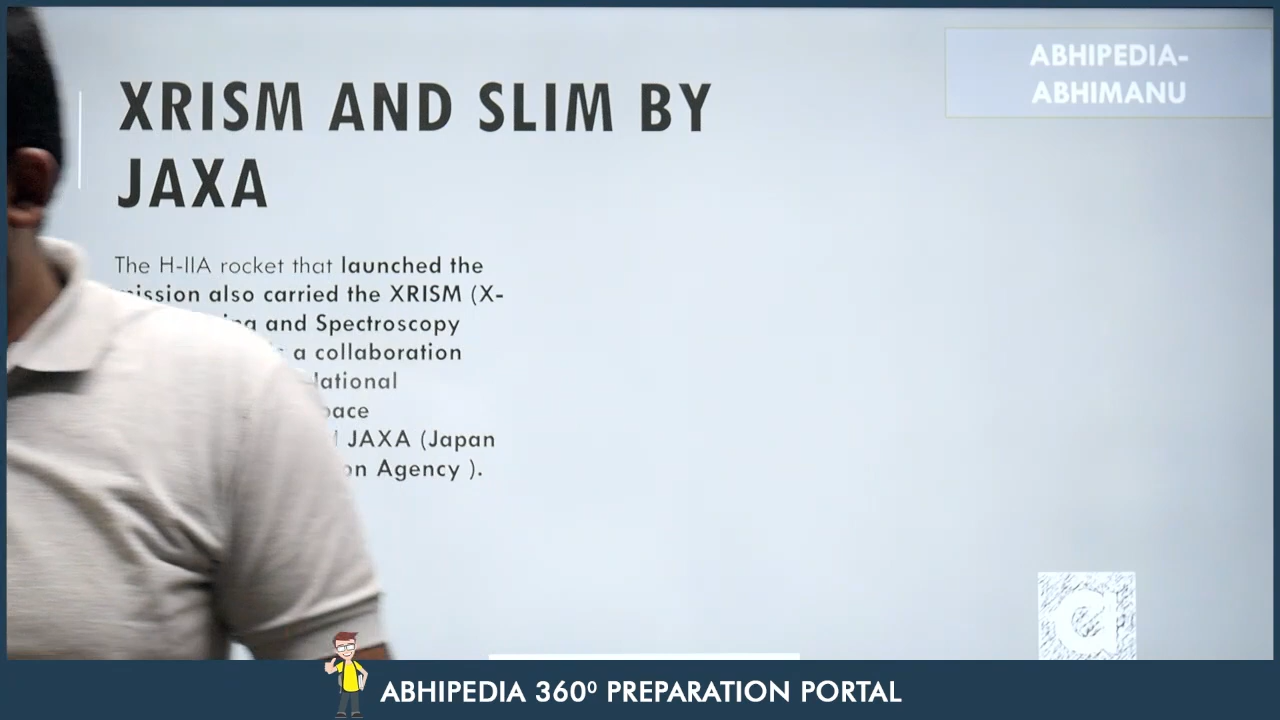 XRISM AND SLIM BY
JAXA
ABHIPEDIA-
ABHIMANU
The H-IIA rocket that launched the
mission also carried the XRISM (X-
and Spectroscopy
a collaboration
JAXA (Japan
Agency ).
ABHIPEDIA 360º PREPARATION PORTAL